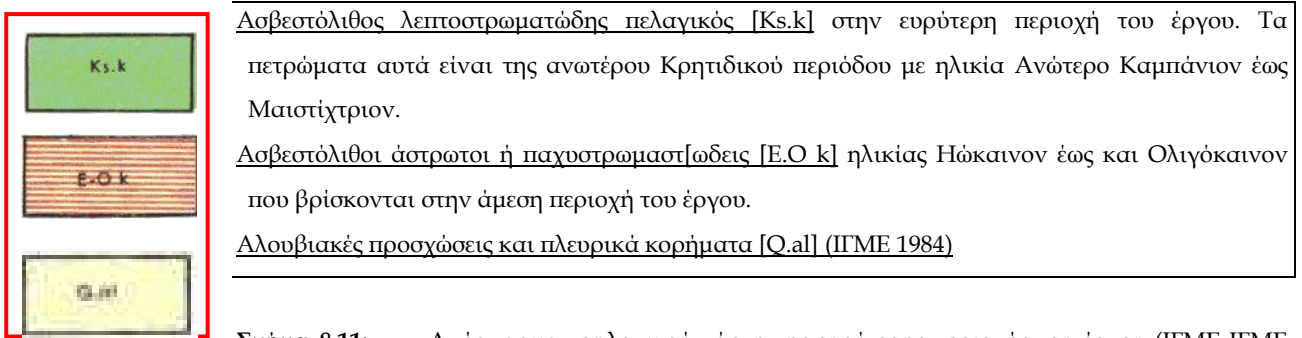 Ks.k
Ασβεστόλιθος λεπτοστρωματώδης πελαγικός [Ks.k] στην ευρύτερη περιοχή του έργου. Τα
πετρώματα αυτά είναι της ανωτέρου Κρητιδικού περιόδου με ηλικία Ανώτερο Καμπάνιον έως
Μαιστίχτριον.
E-O k
Ασβεστόλιθοι άστρωτοι ή παχυστρωμαστ[ωδεις [E.O k] ηλικίας Ηώκαινον έως και Ολιγόκαινον
που βρίσκονται στην άμεση περιοχή του έργου.
Αλουβιακές προσχώσεις και πλευρικά κορήματα [Q.al] (ΙΓΜΕ 1984)
Q.al